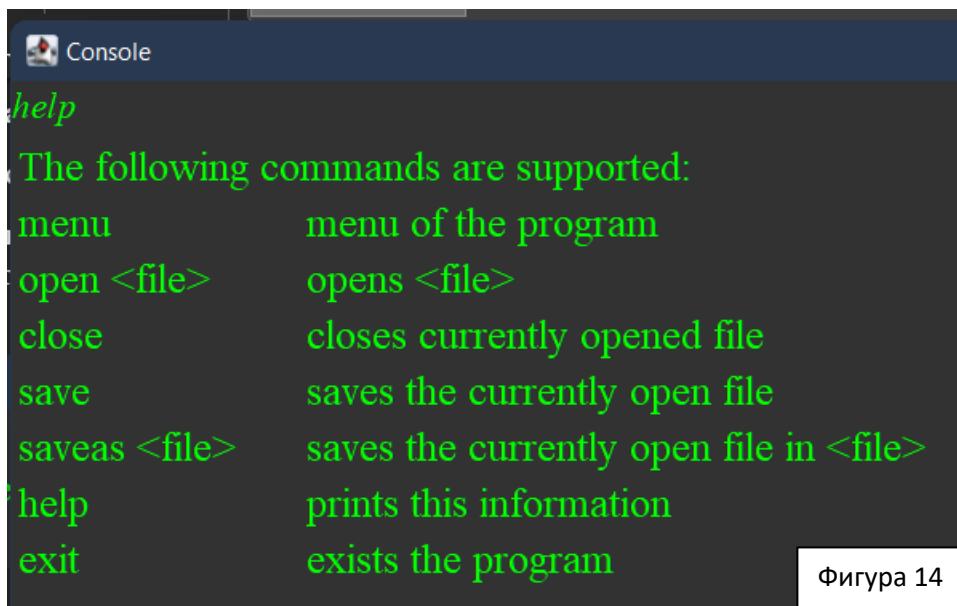 Console
help
The following commands are supported:
menu menu of the program
open <file> opens <file>
close closes currently opened file
save saves the currently open file
saveas <file> saves the currently open file in <file>
help prints this information
exit exists the program
Фигура 14